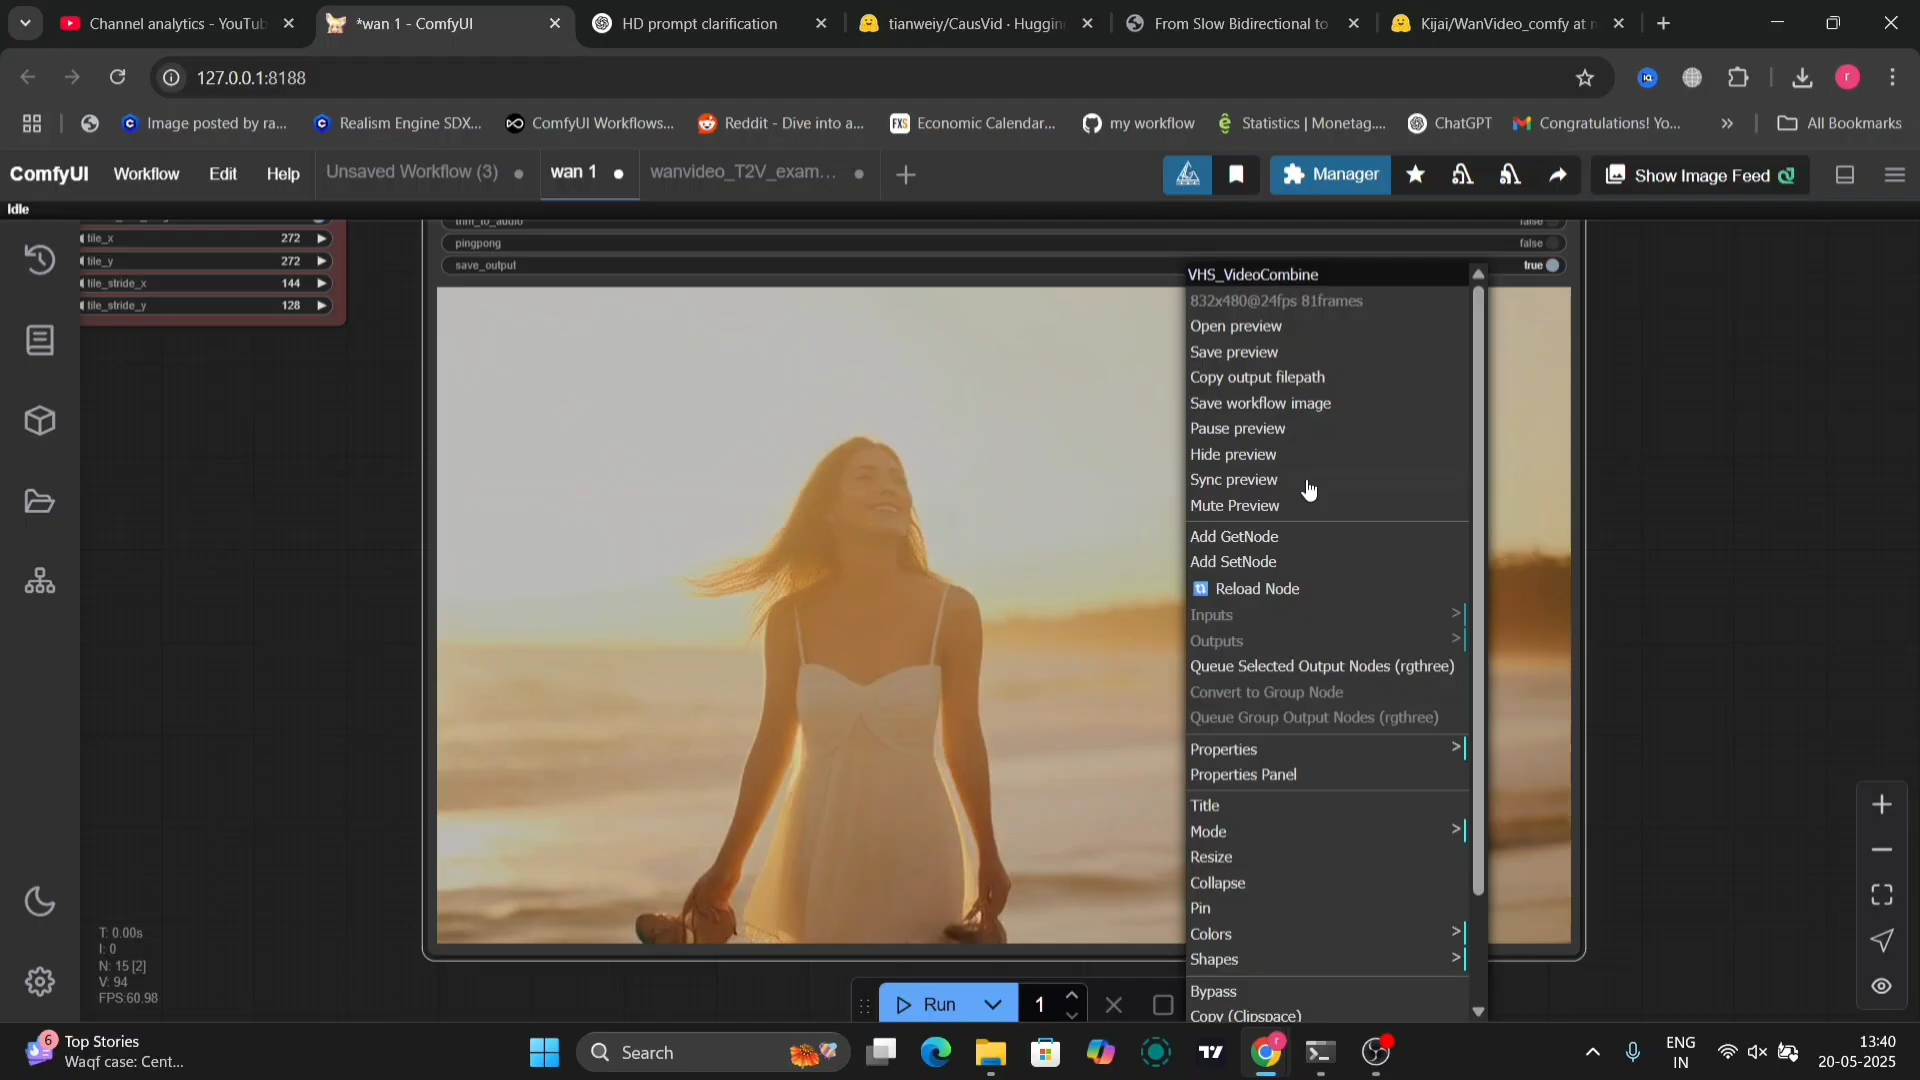 Channel analytics - YouTub
*wan 1 - ComfyUI
HD prompt clarification
tianweiy/CausVid · Huggin
From Slow Bidirectional to
Kijai/WanVideo_comfy at
127.0.0.1:8188
Image posted by ra...
Realism Engine SDX...
ComfyUI Workflows...
Reddit - Dive into a...
FXS Economic Calendar...
my workflow
Statistics | Monetag...
ChatGPT
Congratulations! Yo...
All Bookmarks
ComfyUI
Workflow
Edit
Help
Unsaved Workflow (3)
wan 1
wanvideo_T2V_exam...
Manager
Show Image Feed
Idle
tile_x 272
tile_y 272
tile_stride_x 144
tile_stride_y 128
trim_to_audio false
pingpong false
save_output true
VHS_VideoCombine
832x480@24fps 81frames
Open preview
Save preview
Copy output filepath
Save workflow image
Pause preview
Hide preview
Sync preview
Mute Preview
Add GetNode
Add SetNode
Reload Node
Inputs >
Outputs >
Queue Selected Output Nodes (rgthree)
Convert to Group Node
Queue Group Output Nodes (rgthree)
Properties >
Properties Panel
Title
Mode >
Resize
Collapse
Pin
Colors >
Shapes >
Bypass
Copy (Clipspace)
T: 0.00s
I: 0
N: 15 [2]
V: 94
FPS:60.98
Run
1
6
Top Stories
Waqf case: Cent...
Search
ENG
IN
13:40
20-05-2025